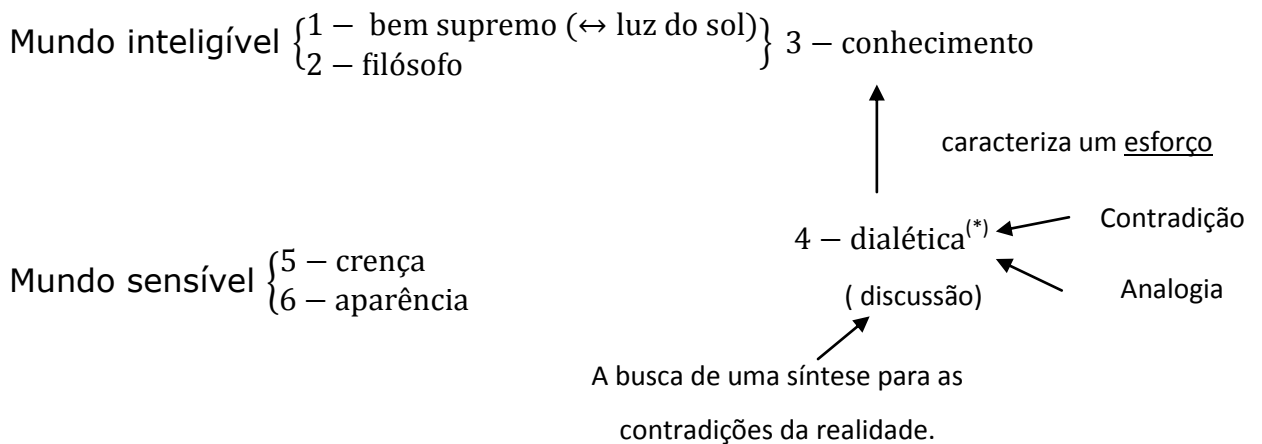 Mundo inteligível {1 − bem supremo (↔ luz do sol)} 3 − conhecimento
2 − filósofo
caracteriza um esforço
4 − dialética(*)
Contradição
Mundo sensível {5 − crença
6 − aparência
( discussão)
Analogia
A busca de uma síntese para as
contradições da realidade.